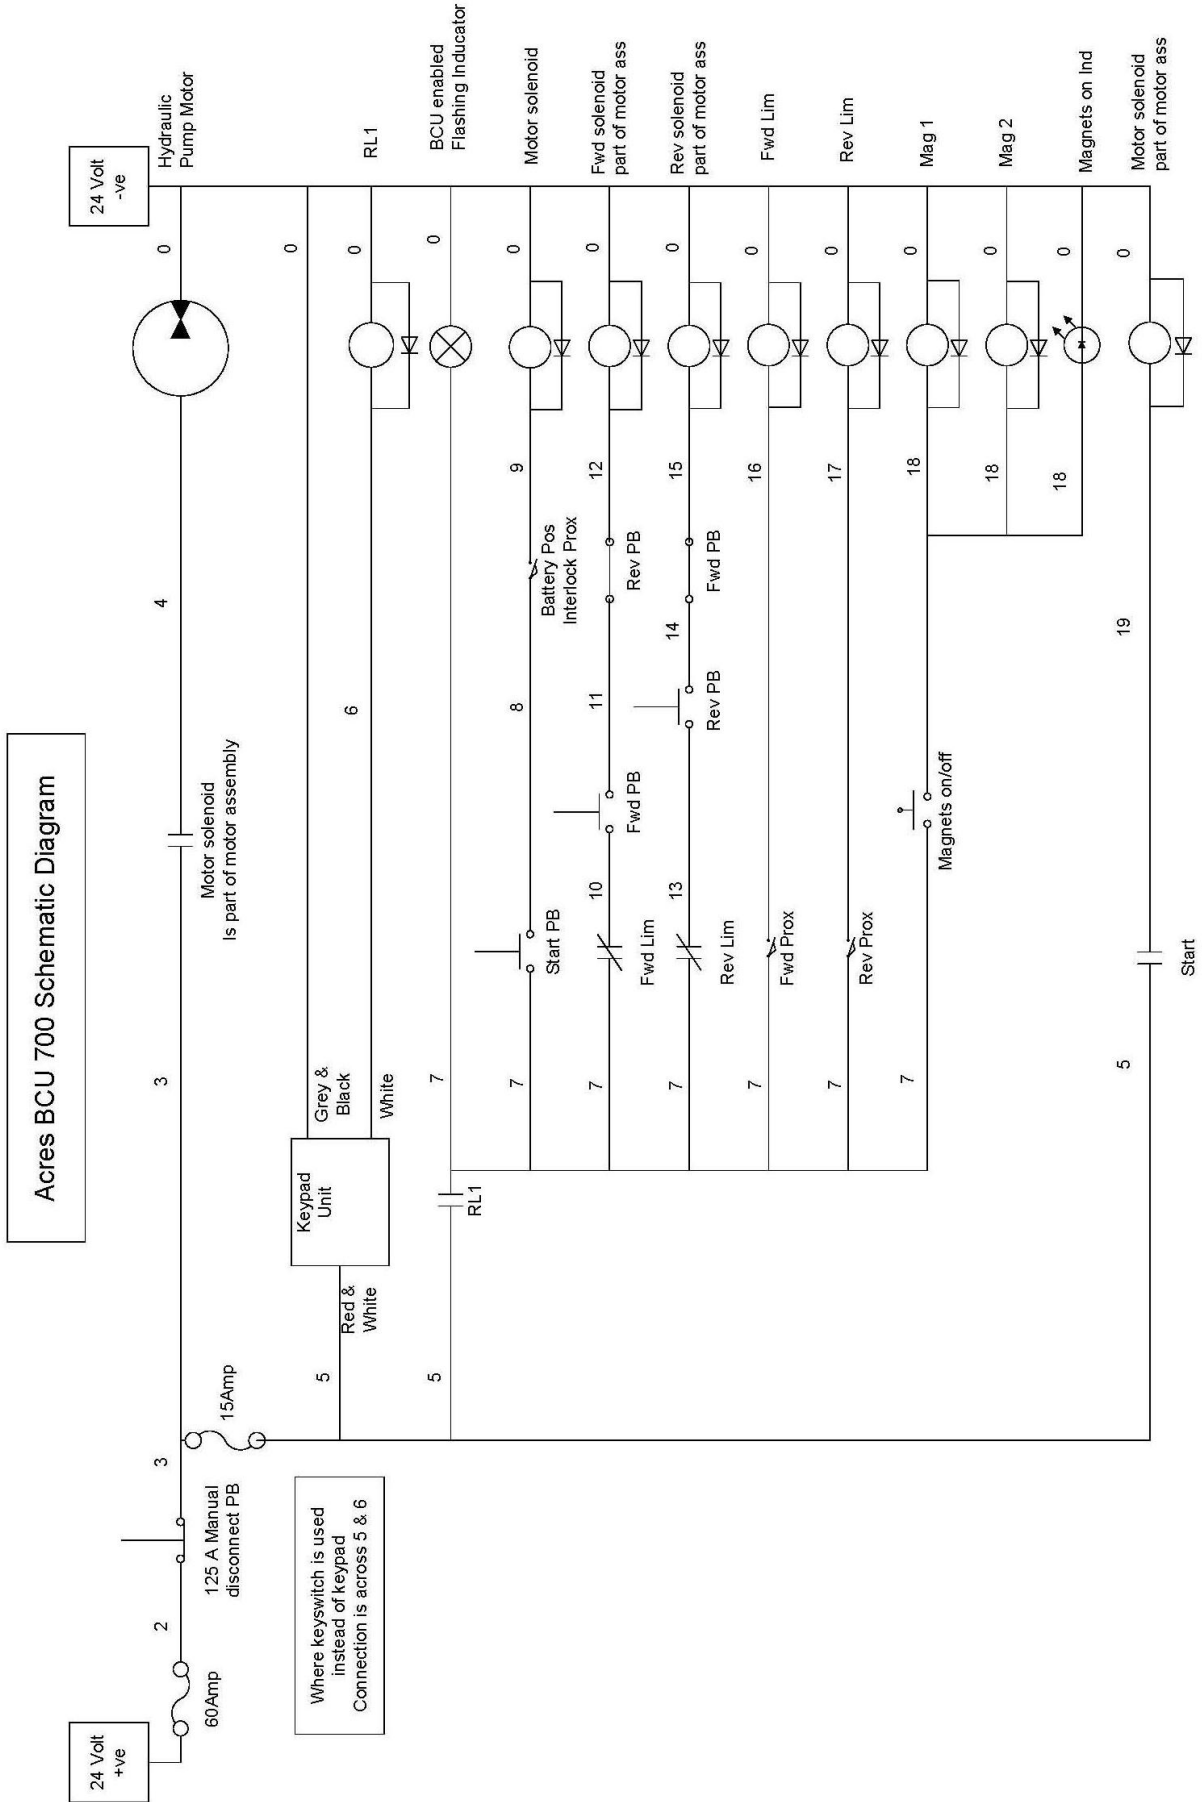 Acres BCU 700 Schematic Diagram
24 Volt
+ve
60Amp
2
125 A Manual
disconnect PB
3
3
Motor solenoid
Is part of motor assembly
4
0
Hydraulic
Pump Motor
24 Volt
-ve
15Amp
Where keyswitch is used
instead of keypad
Connection is across 5 & 6
5
Red &
White
Keypad
Unit
Grey &
Black
0
White
6
0
RL1
5
RL1
7
0
BCU enabled
Flashing Inducator
7
Start PB
8
Battery Pos
Interlock Prox
9
0
Motor solenoid
7
Fwd Lim
10
Fwd PB
11
Rev PB
12
0
Fwd solenoid
part of motor ass
7
Rev Lim
13
Rev PB
14
Fwd PB
15
0
Rev solenoid
part of motor ass
7
Fwd Prox
16
0
Fwd Lim
7
Rev Prox
17
0
Rev Lim
7
Magnets on/off
18
0
Mag 1
18
0
Mag 2
18
0
Magnets on Ind
5
Start
19
0
Motor solenoid
part of motor ass